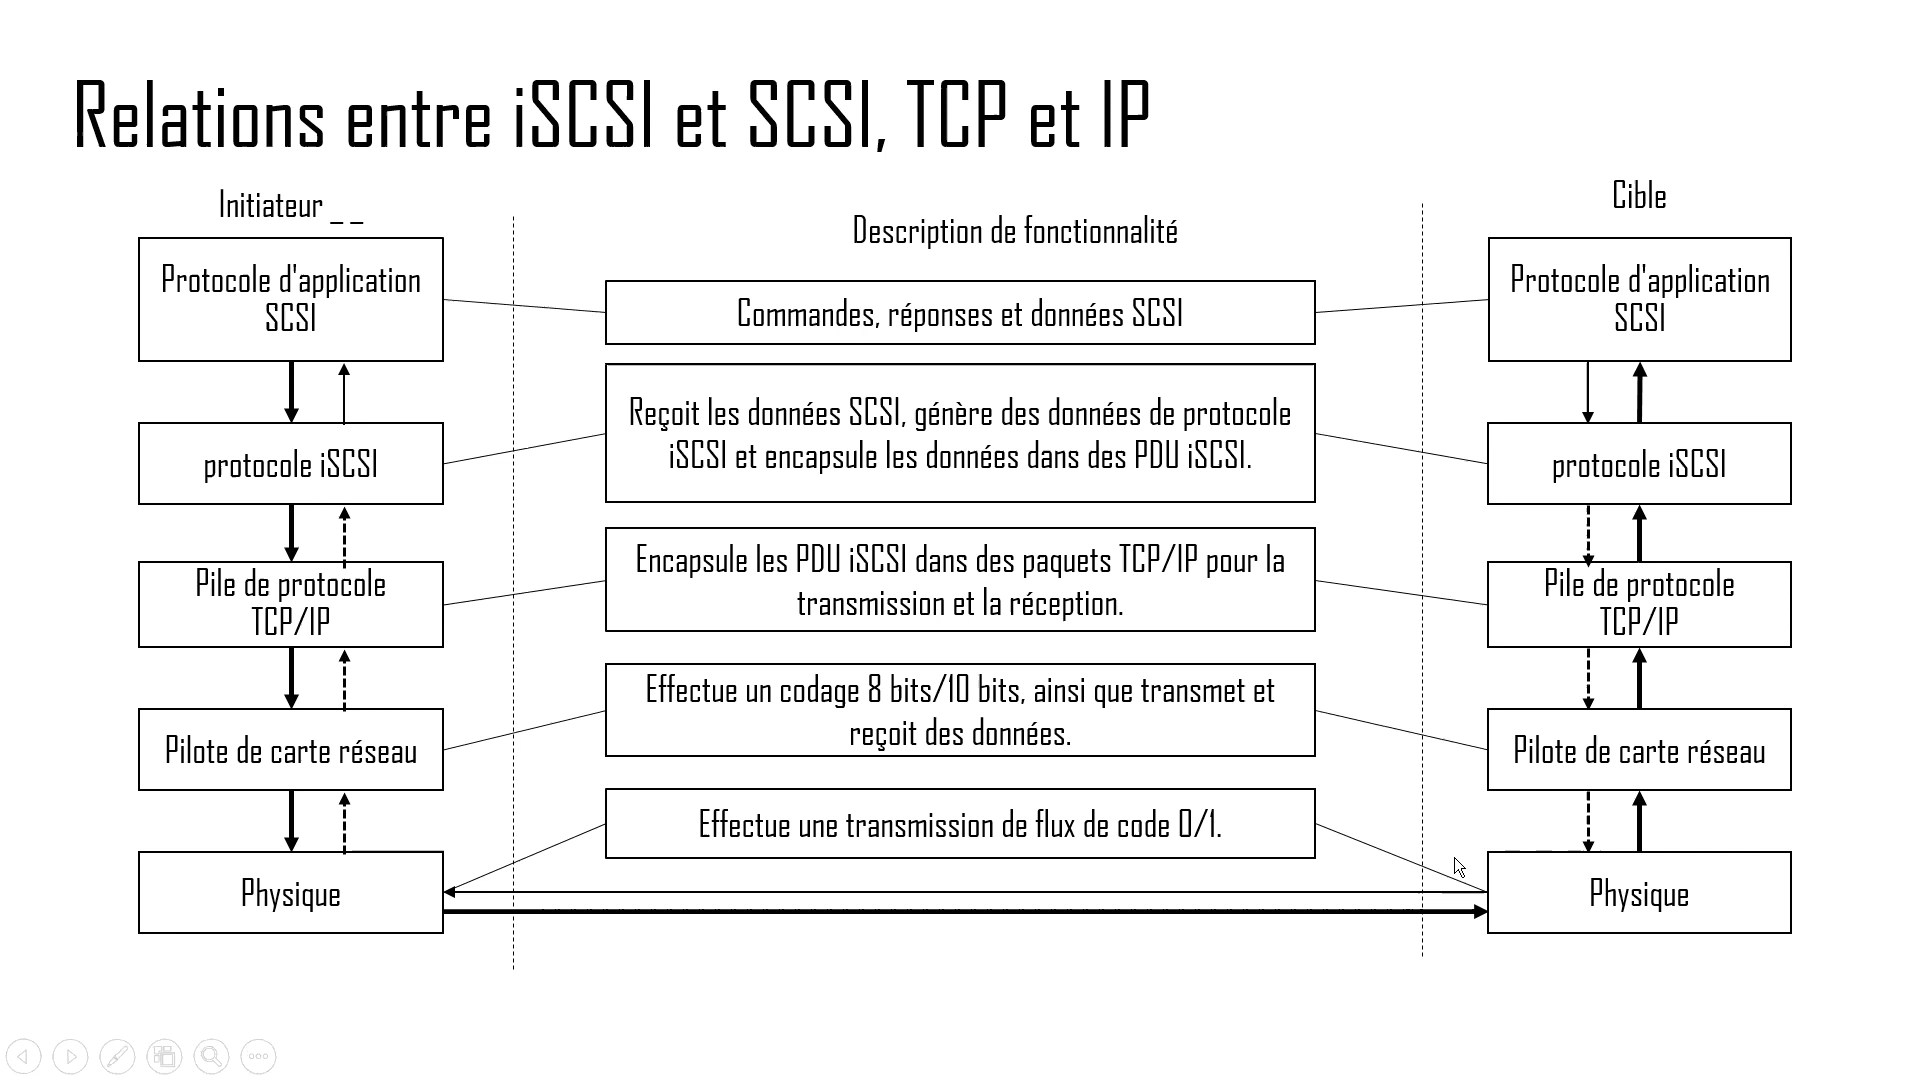 Relations entre iSCSI et SCSI, TCP et IP
Initiateur _ _
Cible
Description de fonctionnalité
Protocole d'application
SCSI
Commandes, réponses et données SCSI
Protocole d'application
SCSI
protocole iSCSI
Reçoit les données SCSI, génère des données de protocole
iSCSI et encapsule les données dans des PDU iSCSI.
protocole iSCSI
Pile de protocole
TCP/IP
Encapsule les PDU iSCSI dans des paquets TCP/IP pour la
transmission et la réception.
Pile de protocole
TCP/IP
Pilote de carte réseau
Effectue un codage 8 bits/10 bits, ainsi que transmet et
reçoit des données.
Pilote de carte réseau
Physique
Effectue une transmission de flux de code 0/1.
Physique